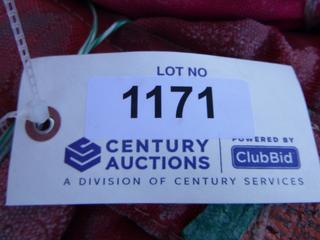 LOT NO
1171
CENTURY AUCTIONS
POWERED BY
ClubBid
A DIVISION OF CENTURY SERVICES